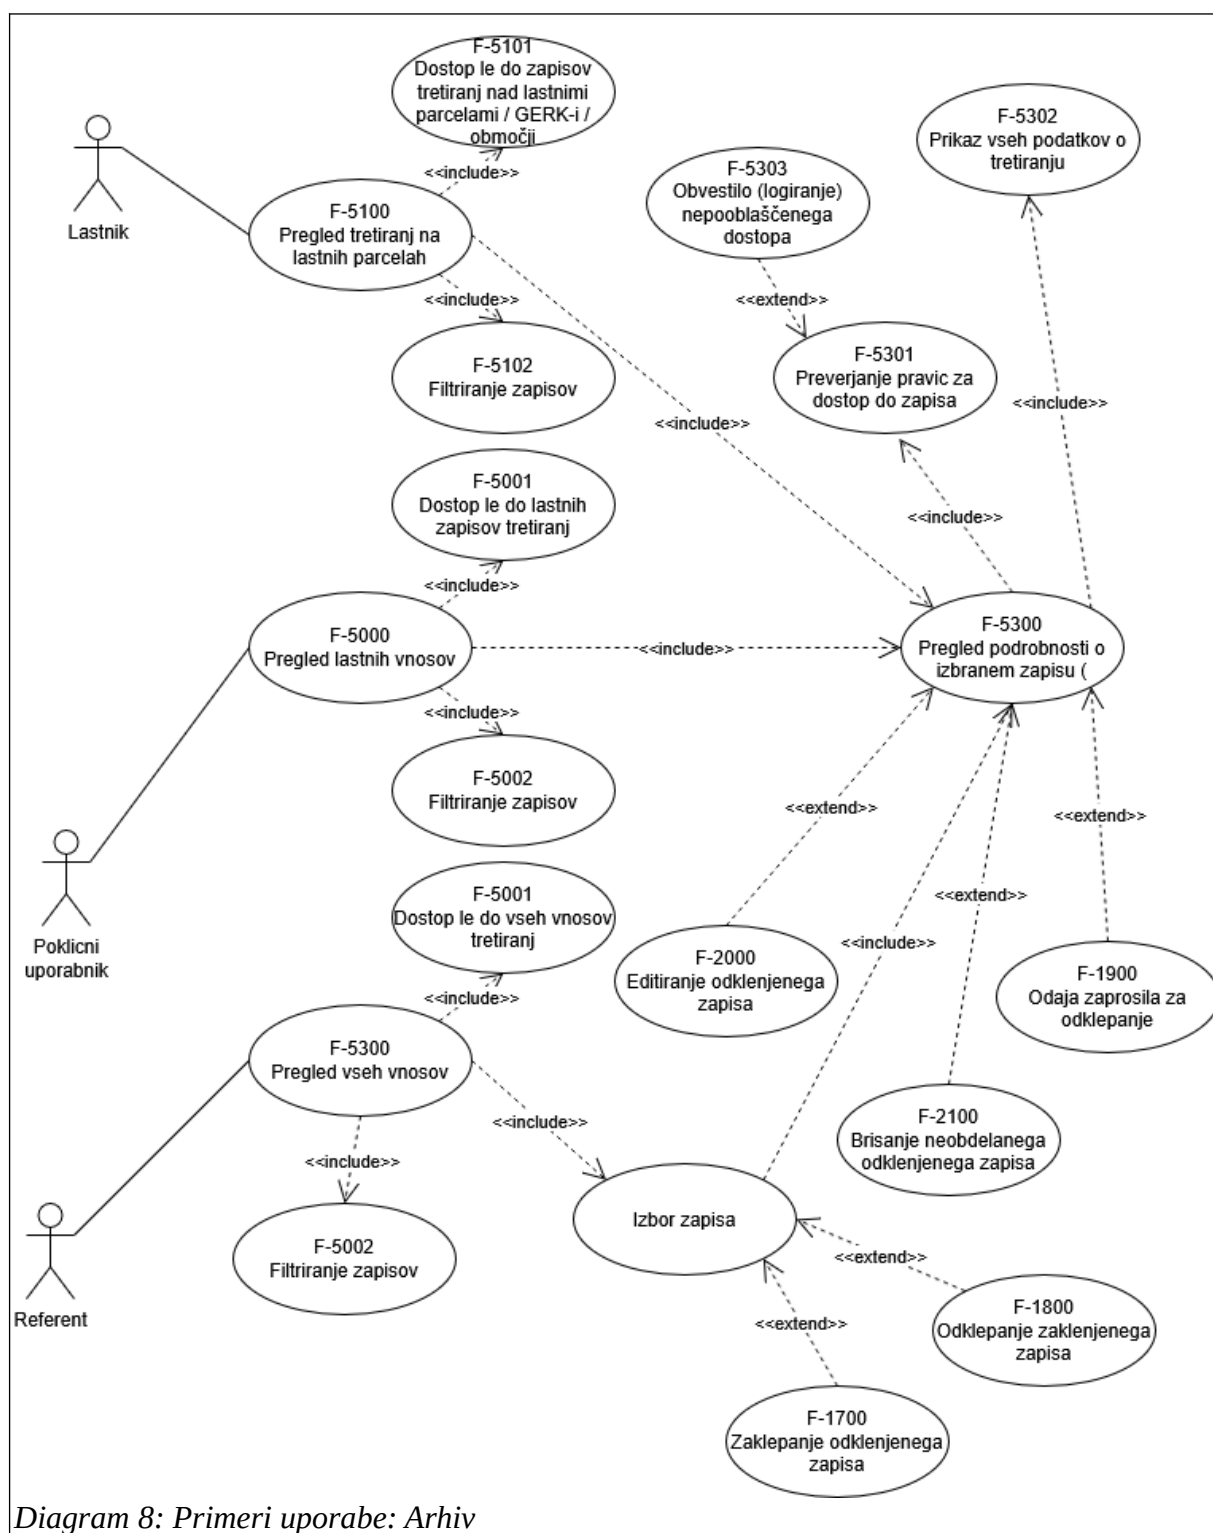 F-5101
Dostop le do zapisov
tretiranj nad lastnimi
parcelami / GERK-i /
območji
<<include>>
Lastnik
F-5100
Pregled tretiranj na
lastnih parcelah
<<include>>
F-5102
Filtriranje zapisov
F-5302
Prikaz vseh podatkov o
tretiranju
F-5303
Obvestilo (logiranje)
nepooblaščenega
dostopa
<<extend>>
F-5301
Preverjanje pravic za
dostop do zapisa
<<include>>
<<include>>
<<include>>
F-5001
Dostop le do lastnih
zapisov tretiranj
<<include>>
F-5000
Pregled lastnih vnosov
<<include>>
F-5300
Pregled podrobnosti o
izbranem zapisu (
<<include>>
F-5002
Filtriranje zapisov
<<extend>>
<<extend>>
<<extend>>
<<include>>
Poklicni
uporabnik
F-5001
Dostop le do vseh vnosov
tretiranj
<<include>>
F-2000
Editiranje odklenjenega
zapisa
F-1900
Odaja zaprosila za
odklepanje
F-5300
Pregled vseh vnosov
<<include>>
F-2100
Brisanje neobdelanega
odklenjenega zapisa
<<include>>
Izbor zapisa
Referent
F-5002
Filtriranje zapisov
<<extend>>
<<extend>>
F-1800
Odklepanje zaklenjenega
zapisa
F-1700
Zaklepanje odklenjenega
zapisa
Diagram 8: Primeri uporabe: Arhiv